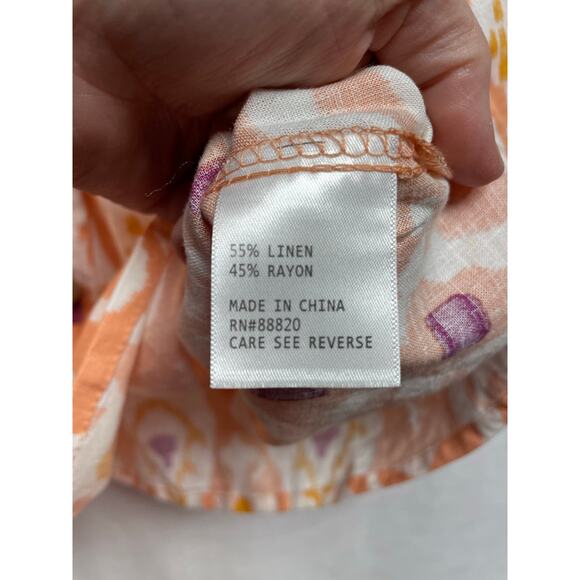 55% LINEN
45% RAYON
MADE IN CHINA
RN#88820
CARE SEE REVERSE